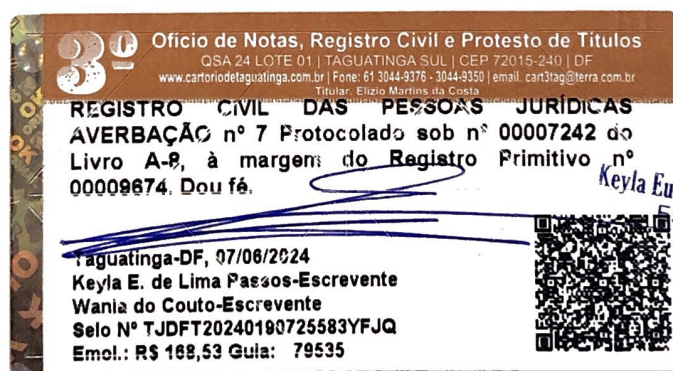 3º Ofício de Notas, Registro Civil e Protesto de Títulos
QSA 24 LOTE 01 | TAGUATINGA SUL | CEP 72015-240 | DF
www.cartoriodetaguatinga.com.br | Fone: 61 3044-9376 - 3044-9350 | email. cart3tag@terra.com.br
Titular. Elizio Martins da Costa
REGISTRO CIVIL DAS PESSOAS JURÍDICAS
AVERBAÇÃO nº 7 Protocolado sob nº 00007242 do
Livro A-8, à margem do Registro Primitivo nº
00009674. Dou fé.
Keyla Eu
Taguatinga-DF, 07/06/2024
Keyla E. de Lima Passos-Escrevente
Wania do Couto-Escrevente
Selo Nº TJDFT20240190725583YFJQ
Emol.: R$ 168,53 Guia: 79535